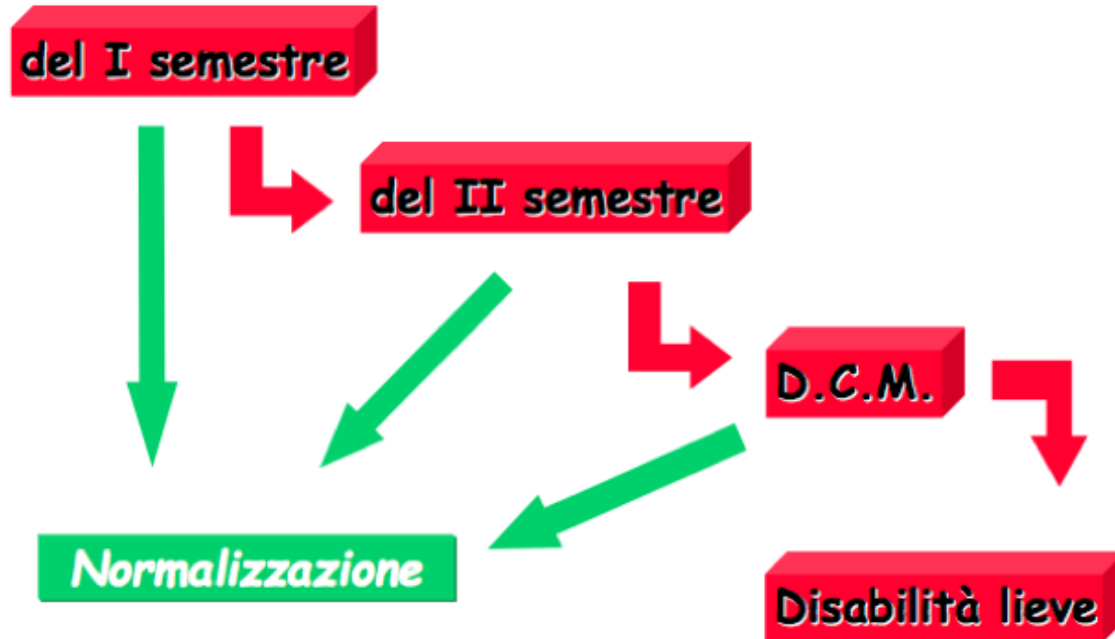 del I semestre
del II semestre
D.C.M.
Normalizzazione
Disabilità lieve